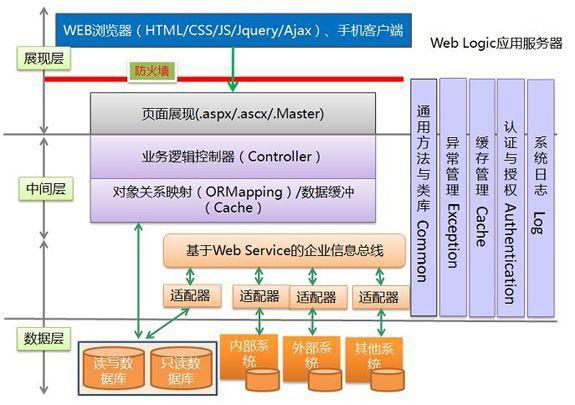 WEB浏览器（HTML/CSS/JS/Jquery/Ajax）、手机客户端
Web Logic应用服务器
展现层
防火墙
页面展现(.aspx/.ascx/.Master)
业务逻辑控制器（Controller）
中间层
对象关系映射（ORMapping）/数据缓冲
（Cache）
通用方法与类库 Common
异常管理 Exception
缓存管理 Cache
认证与授权 Authentication
系统日志 Log
基于Web Service的企业信息总线
适配器
适配器
适配器
适配器
数据层
读写数
据库
只读数
据库
内部系
统
外部系
统
其他系
统